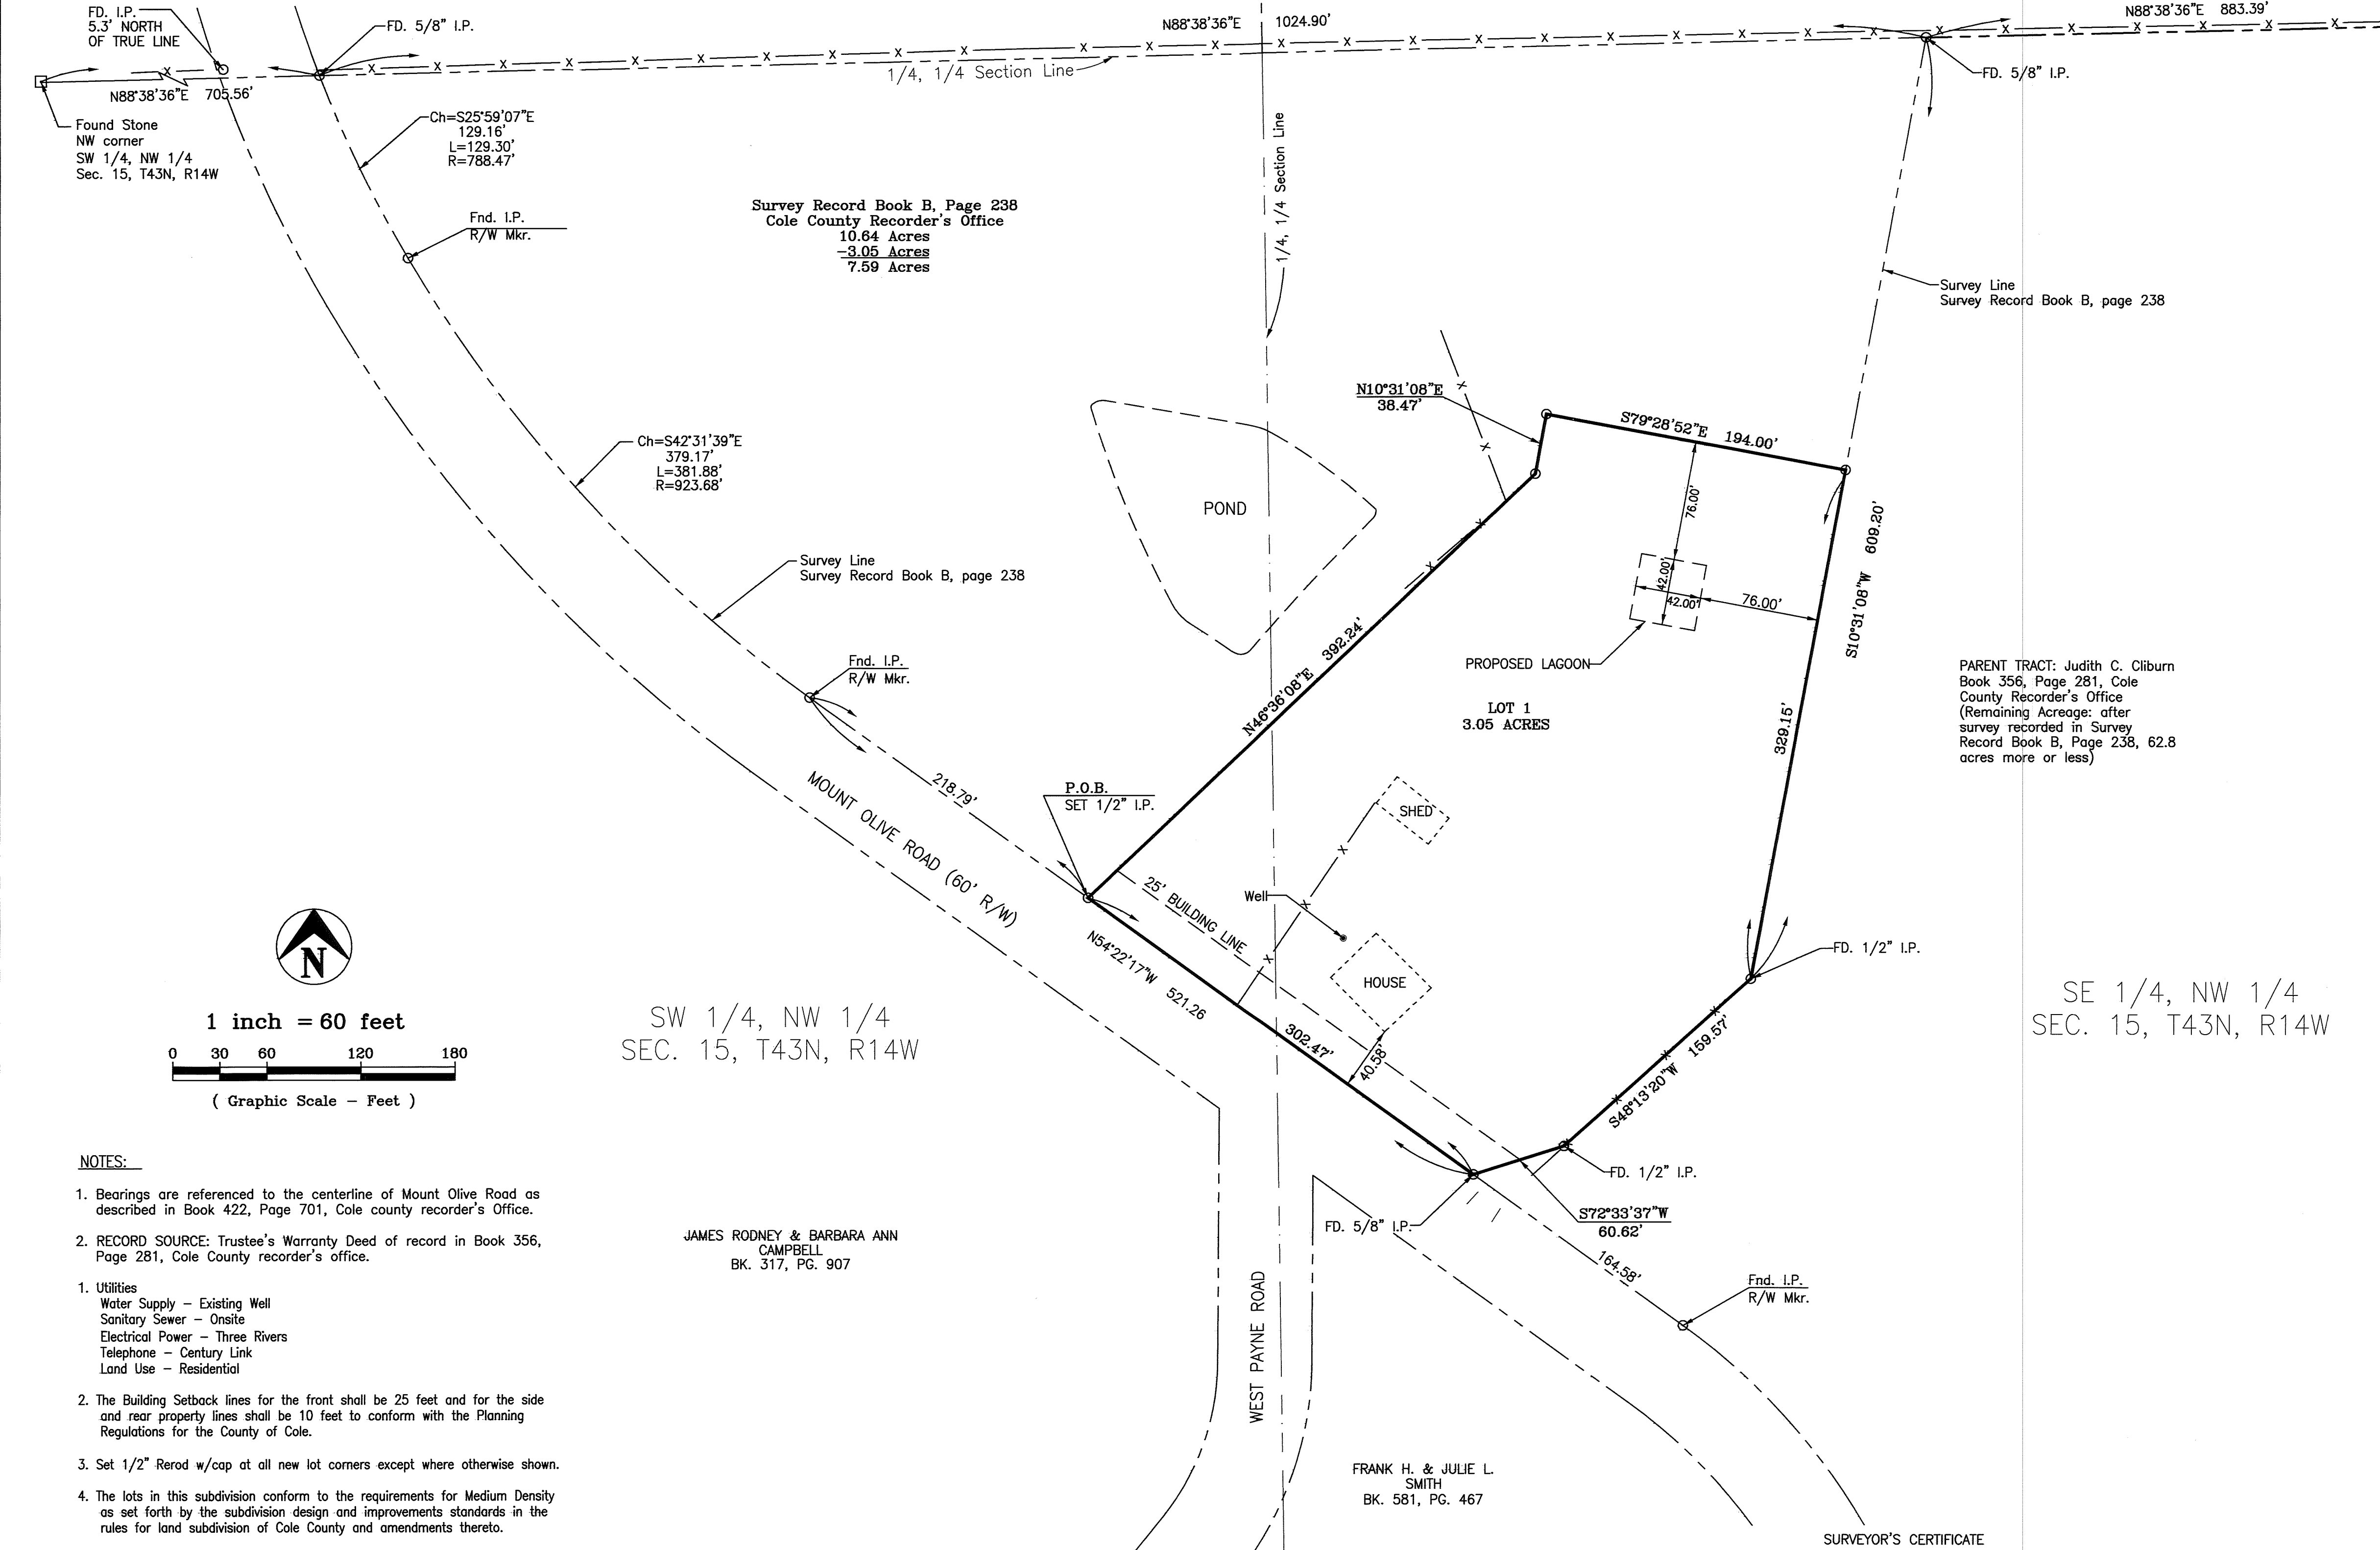 FD. I.P.
5.3' NORTH
OF TRUE LINE
FD. 5/8" I.P.
N88°38'36"E 1024.90'
N88°38'36"E 883.39'
1/4, 1/4 Section Line
FD. 5/8" I.P.
N88°38'36"E 705.56'
Found Stone
NW corner
SW 1/4, NW 1/4
Sec. 15, T43N, R14W
Ch=S25°59'07"E
129.16'
L=129.30'
R=788.47'
1/4, 1/4 Section Line
Survey Record Book B, Page 238
Cole County Recorder's Office
10.64 Acres
-3.05 Acres
7.59 Acres
Fnd. I.P.
R/W Mkr.
Survey Line
Survey Record Book B, page 238
N10°31'08"E
38.47'
S79°28'52"E 194.00'
Ch=S42°31'39"E
379.17'
L=381.88'
R=923.68'
POND
76.00'
S10°31'08"W 609.20'
Survey Line
Survey Record Book B, page 238
42.00'
42.00'
76.00'
N46°36'08"E 392.24'
PROPOSED LAGOON
Fnd. I.P.
R/W Mkr.
PARENT TRACT: Judith C. Cliburn
Book 356, Page 281, Cole
County Recorder's Office
(Remaining Acreage: after
survey recorded in Survey
Record Book B, Page 238, 62.8
acres more or less)
LOT 1
3.05 ACRES
329.15'
218.79'
P.O.B.
SET 1/2" I.P.
MOUNT OLIVE ROAD (60' R/W)
SHED
25' BUILDING LINE
Well
HOUSE
N54°22'17"W 521.26
302.47'
40.58'
FD. 1/2" I.P.
S48°13'20"W 159.57'
N
1 inch = 60 feet
0 30 60 120 180
( Graphic Scale - Feet )
SW 1/4, NW 1/4
SEC. 15, T43N, R14W
SE 1/4, NW 1/4
SEC. 15, T43N, R14W
FD. 1/2" I.P.
S72°33'37"W
60.62'
FD. 5/8" I.P.
164.58'
Fnd. I.P.
R/W Mkr.
WEST PAYNE ROAD
JAMES RODNEY & BARBARA ANN
CAMPBELL
BK. 317, PG. 907
FRANK H. & JULIE L.
SMITH
BK. 581, PG. 467
NOTES:
1. Bearings are referenced to the centerline of Mount Olive Road as
described in Book 422, Page 701, Cole county recorder's Office.
2. RECORD SOURCE: Trustee's Warranty Deed of record in Book 356,
Page 281, Cole County recorder's office.
1. Utilities
Water Supply - Existing Well
Sanitary Sewer - Onsite
Electrical Power - Three Rivers
Telephone - Century Link
Land Use - Residential
2. The Building Setback lines for the front shall be 25 feet and for the side
and rear property lines shall be 10 feet to conform with the Planning
Regulations for the County of Cole.
3. Set 1/2" Rerod w/cap at all new lot corners except where otherwise shown.
4. The lots in this subdivision conform to the requirements for Medium Density
as set forth by the subdivision design and improvements standards in the
rules for land subdivision of Cole County and amendments thereto.
SURVEYOR'S CERTIFICATE